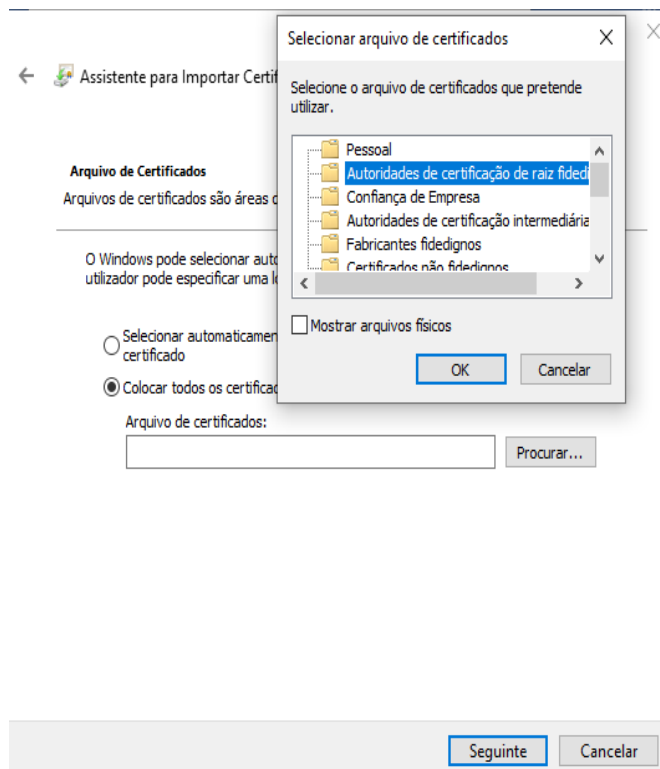 Selecionar arquivo de certificados
Assistente para Importar Certif
Selecione o arquivo de certificados que pretende
utilizar.
Pessoal
Autoridades de certificação de raiz fidedi
Confiança de Empresa
Autoridades de certificação intermediária
Fabricantes fidedignos
Certificados não fidedignos
Mostrar arquivos físicos
OK
Cancelar
Arquivo de Certificados
Arquivos de certificados são áreas
O Windows pode selecionar auto
utilizador pode especificar uma
Selecionar automaticamen
certificado
Colocar todos os certificad
Arquivo de certificados:
Procurar...
Seguinte
Cancelar